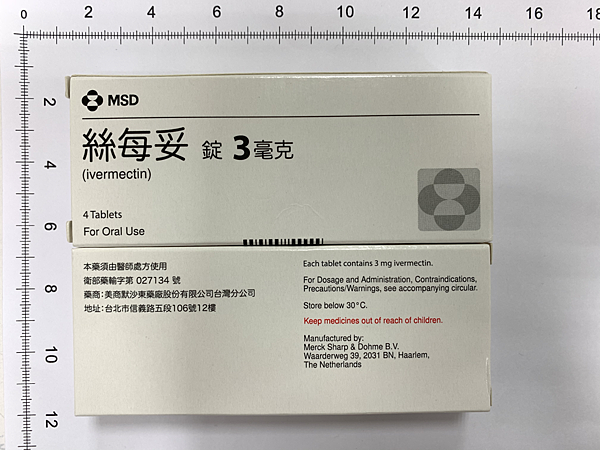 0 2 4 6 8 10 12 14 16 18
2
4
6
8
10
12
MSD
絲每妥 錠 3毫克
(ivermectin)
4 Tablets
For Oral Use
本藥須由醫師處方使用
衛部藥輸字第 027134 號
藥商:美商默沙東藥廠股份有限公司台灣分公司
地址:台北市信義路五段106號12樓
Each tablet contains 3 mg ivermectin.
For Dosage and Administration, Contraindications,
Precautions/Warnings, see accompanying circular.
Store below 30°C.
Keep medicines out of reach of children.
Manufactured by:
Merck Sharp & Dohme B.V.
Waarderweg 39, 2031 BN, Haarlem,
The Netherlands